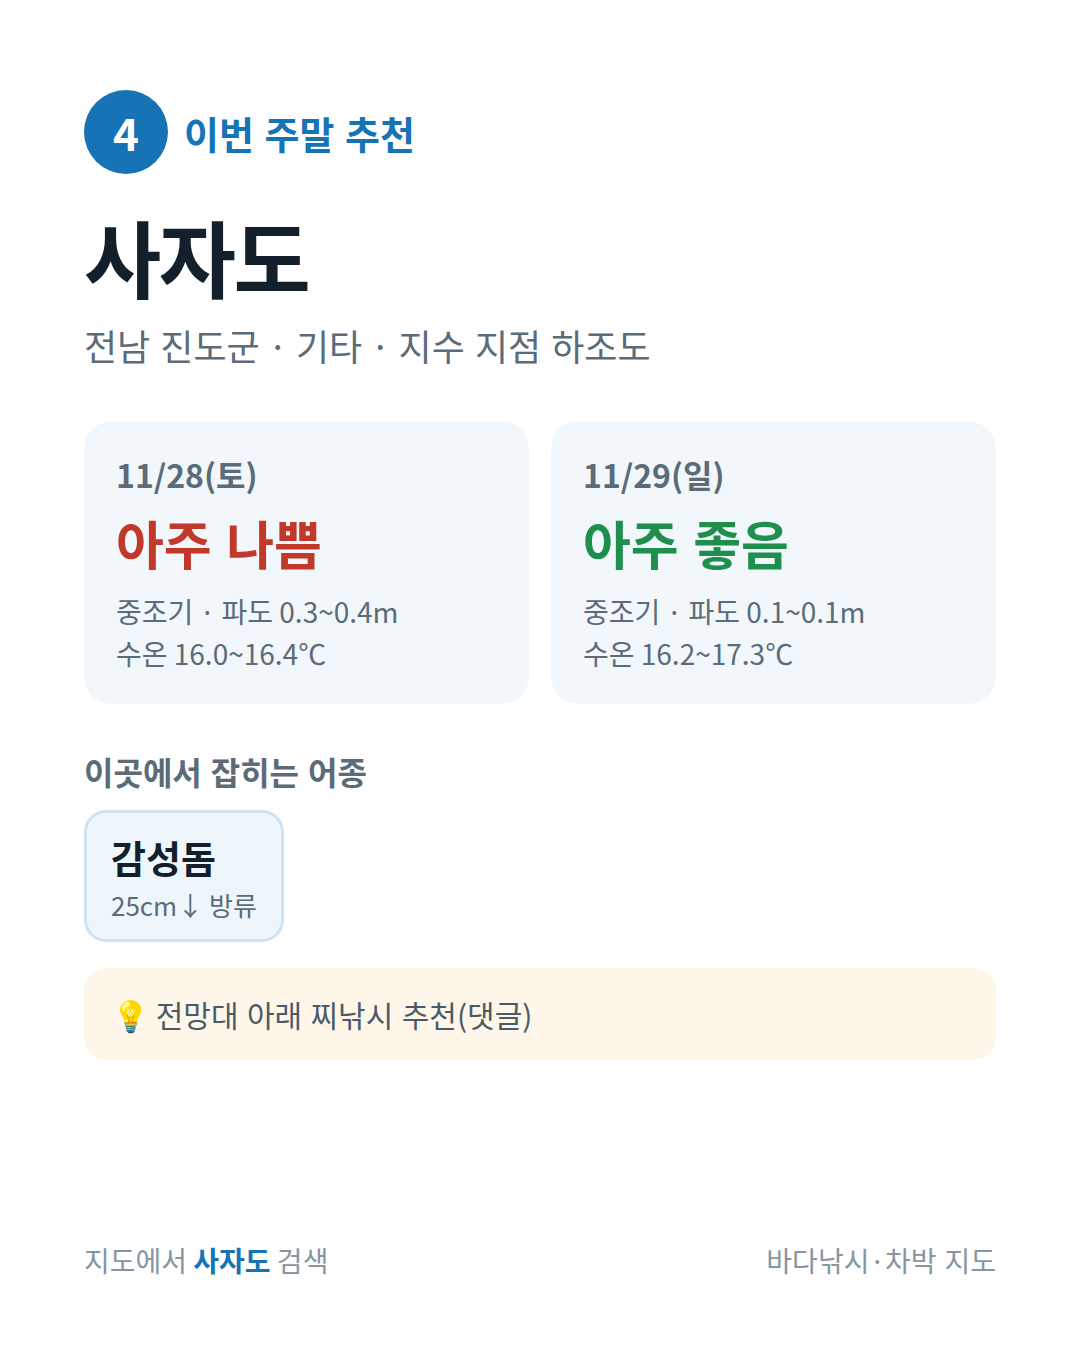 4 이번 주말 추천
사자도
전남 진도군 · 기타 · 지수 지점 하조도
11/28(토)
아주 나쁨
중조기 · 파도 0.3~0.4m
수온 16.0~16.4℃
11/29(일)
아주 좋음
중조기 · 파도 0.1~0.1m
수온 16.2~17.3℃
이곳에서 잡히는 어종
감성돔
25cm↓ 방류
💡 전망대 아래 찌낚시 추천(댓글)
지도에서 사자도 검색
바다낚시·차박 지도